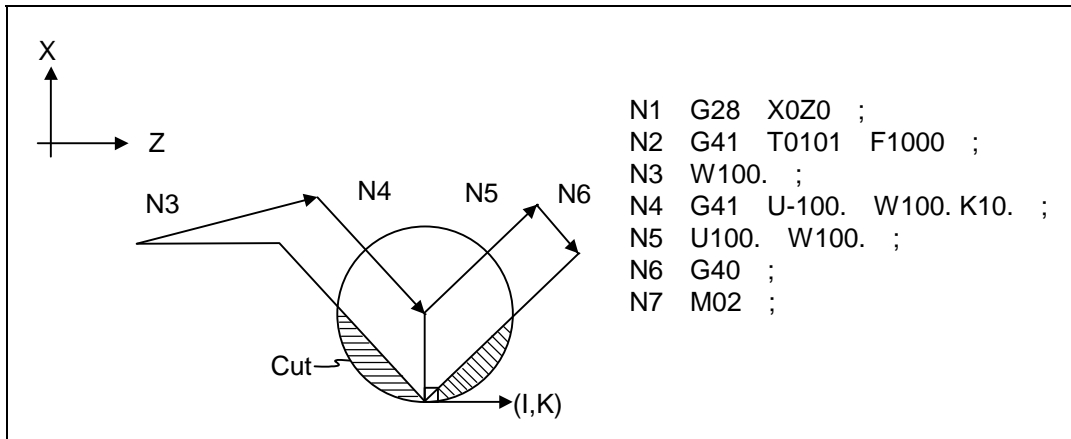 X
Z
N3
N4
N5
N6
Cut
(I,K)
N1 G28 X0Z0 ;
N2 G41 T0101 F1000 ;
N3 W100. ;
N4 G41 U-100. W100. K10. ;
N5 U100. W100. ;
N6 G40 ;
N7 M02 ;